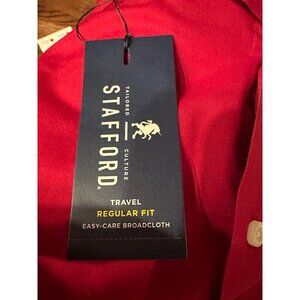 TAILORED CULTURE
STAFFORD®
TRAVEL
REGULAR FIT
EASY-CARE BROADCLOTH